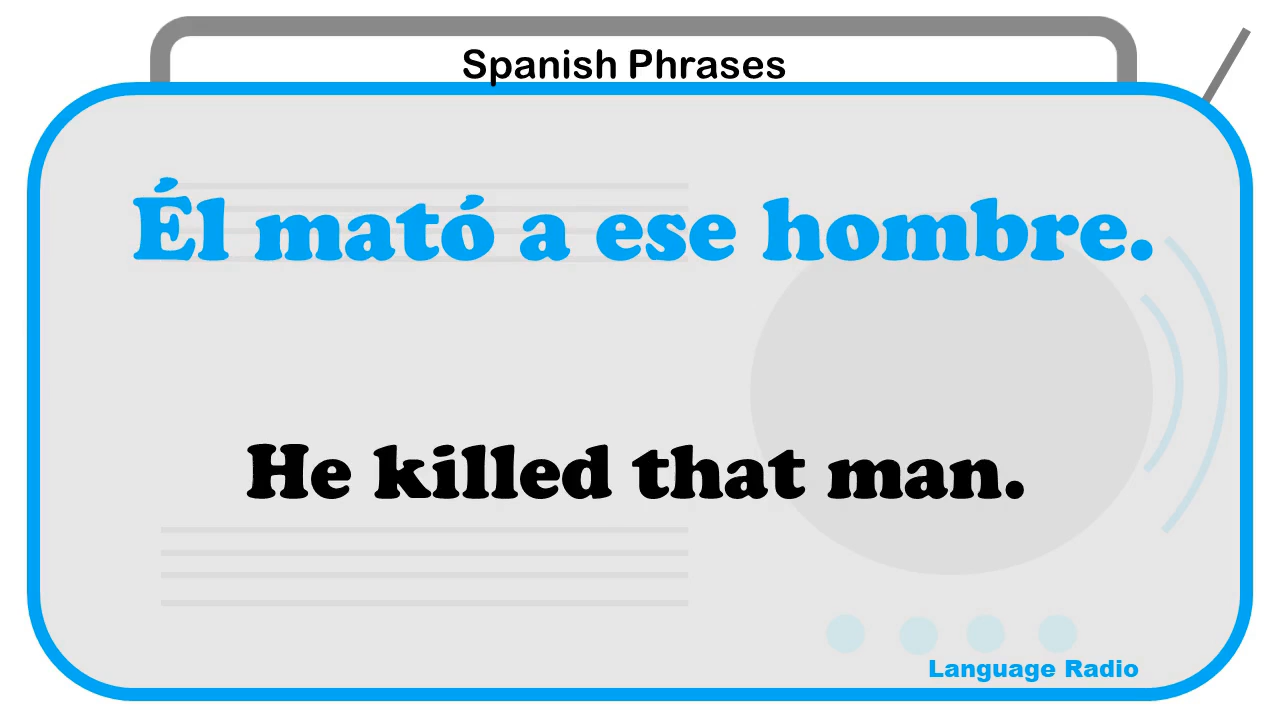 Spanish Phrases
Él mató a ese hombre.
He killed that man.
Language Radio